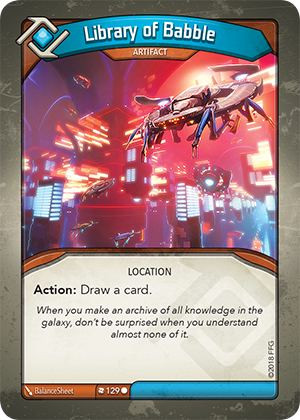 Library of Babble
ARTIFACT
LOCATION
Action: Draw a card.
When you make an archive of all knowledge in the
galaxy, don't be surprised when you understand
almost none of it.
©2018 FFG
BalanceSheet
129